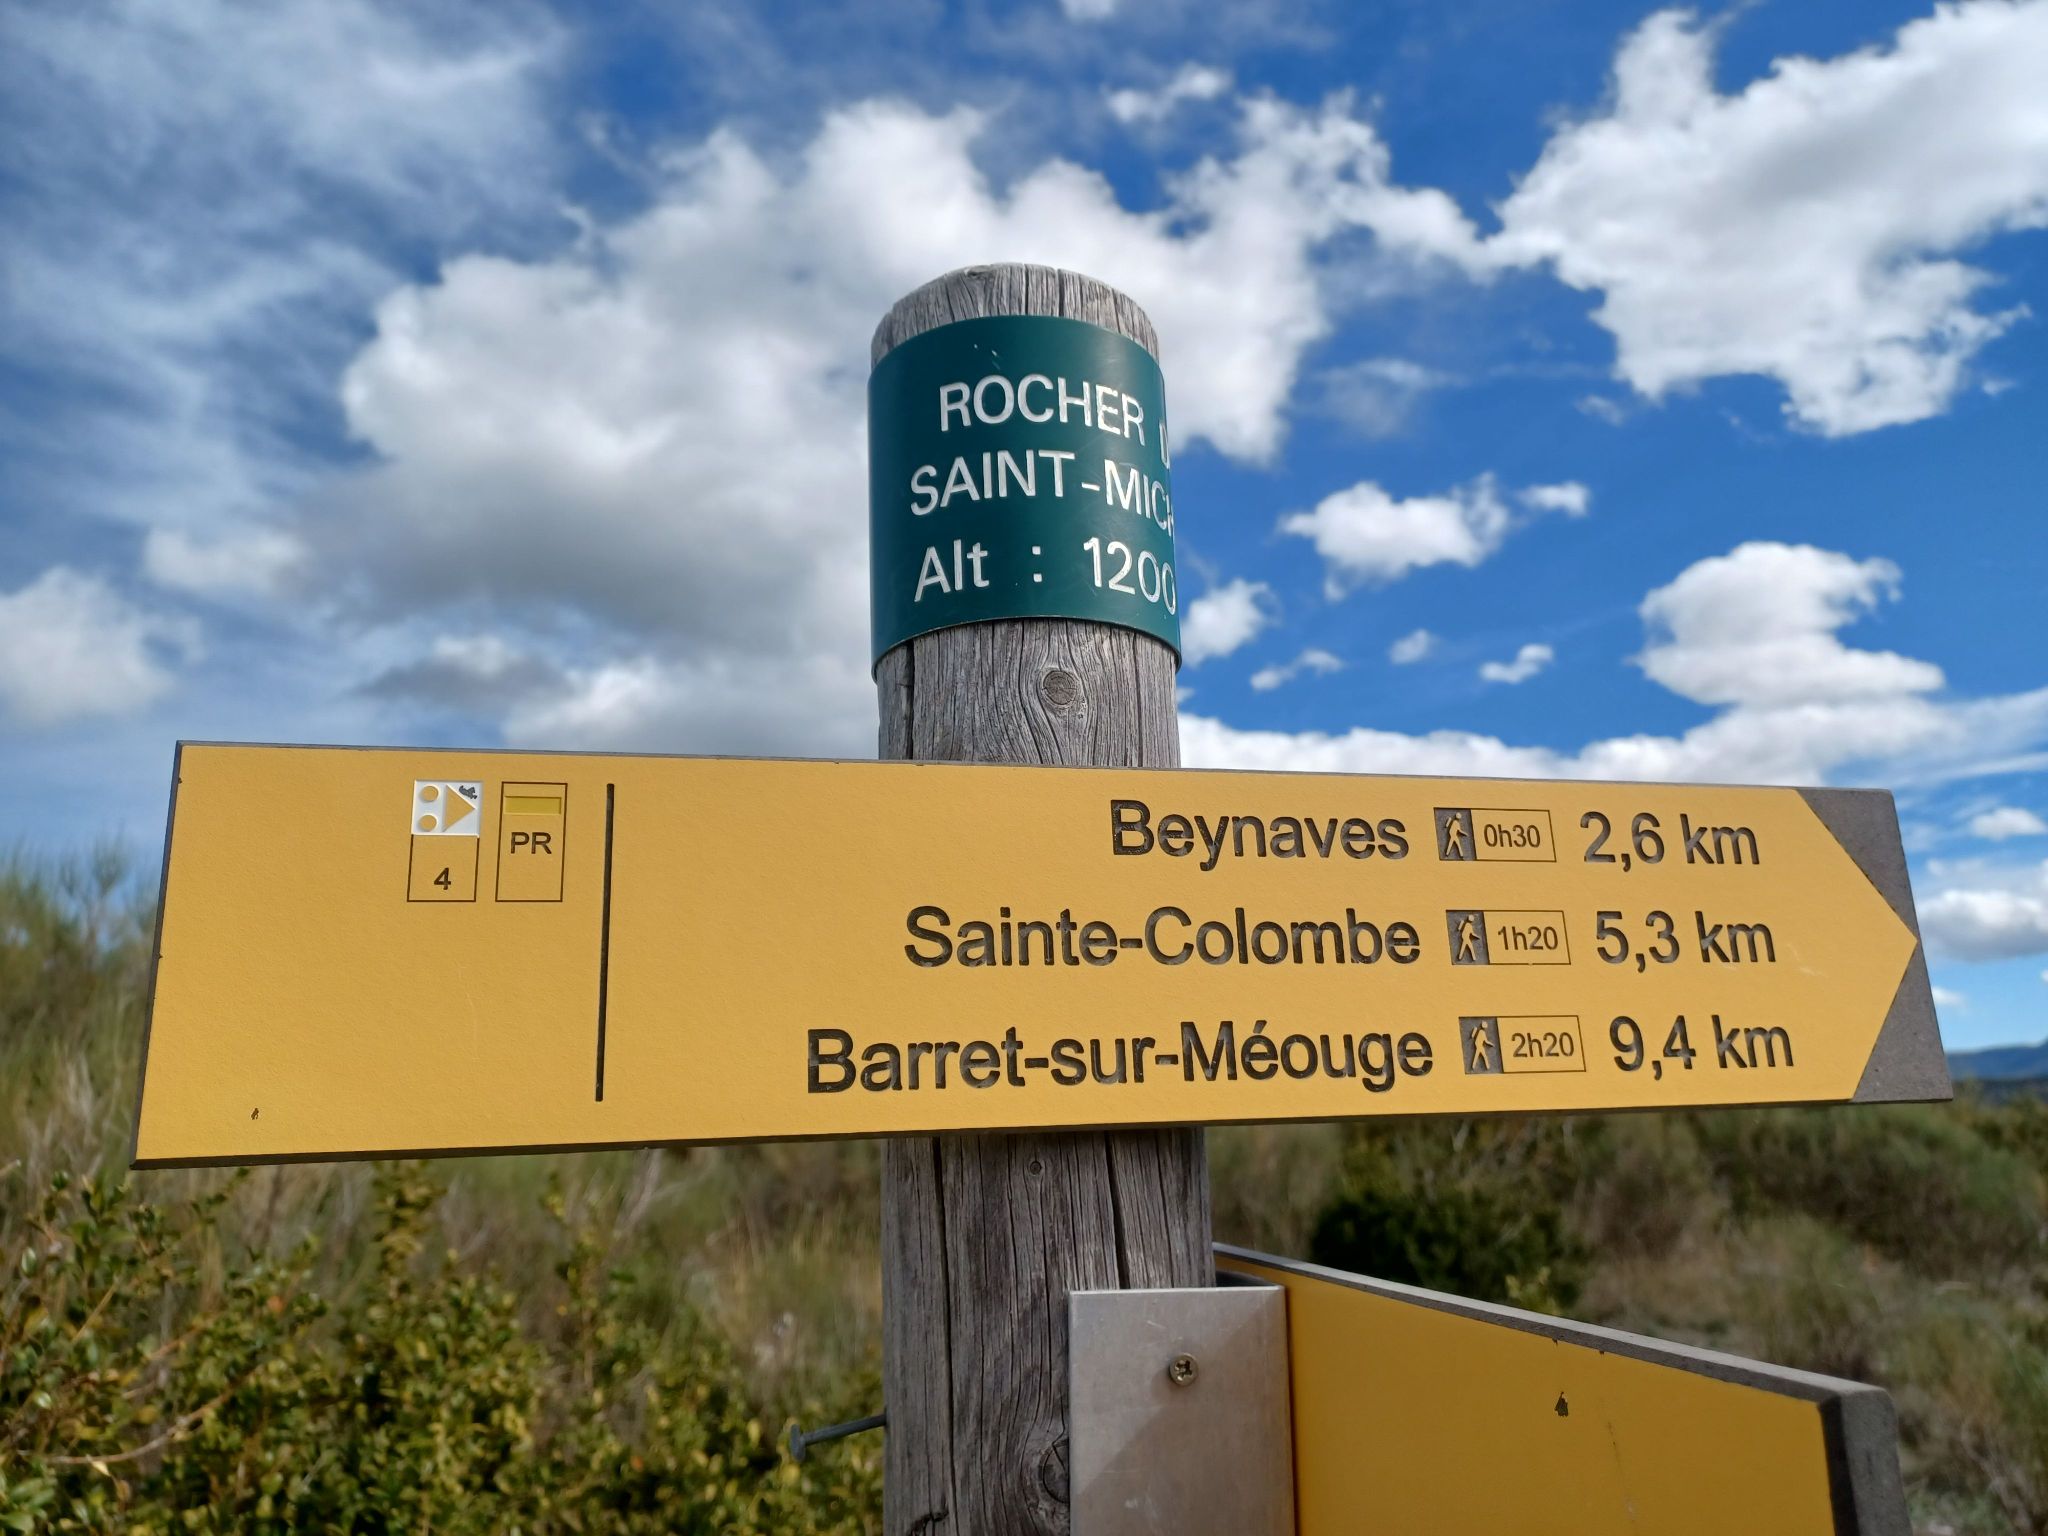 ROCHER
SAINT-MICH
Alt : 1200
4
PR
Beynaves 0h30 2,6 km
Sainte-Colombe 1h20 5,3 km
Barret-sur-Méouge 2h20 9,4 km